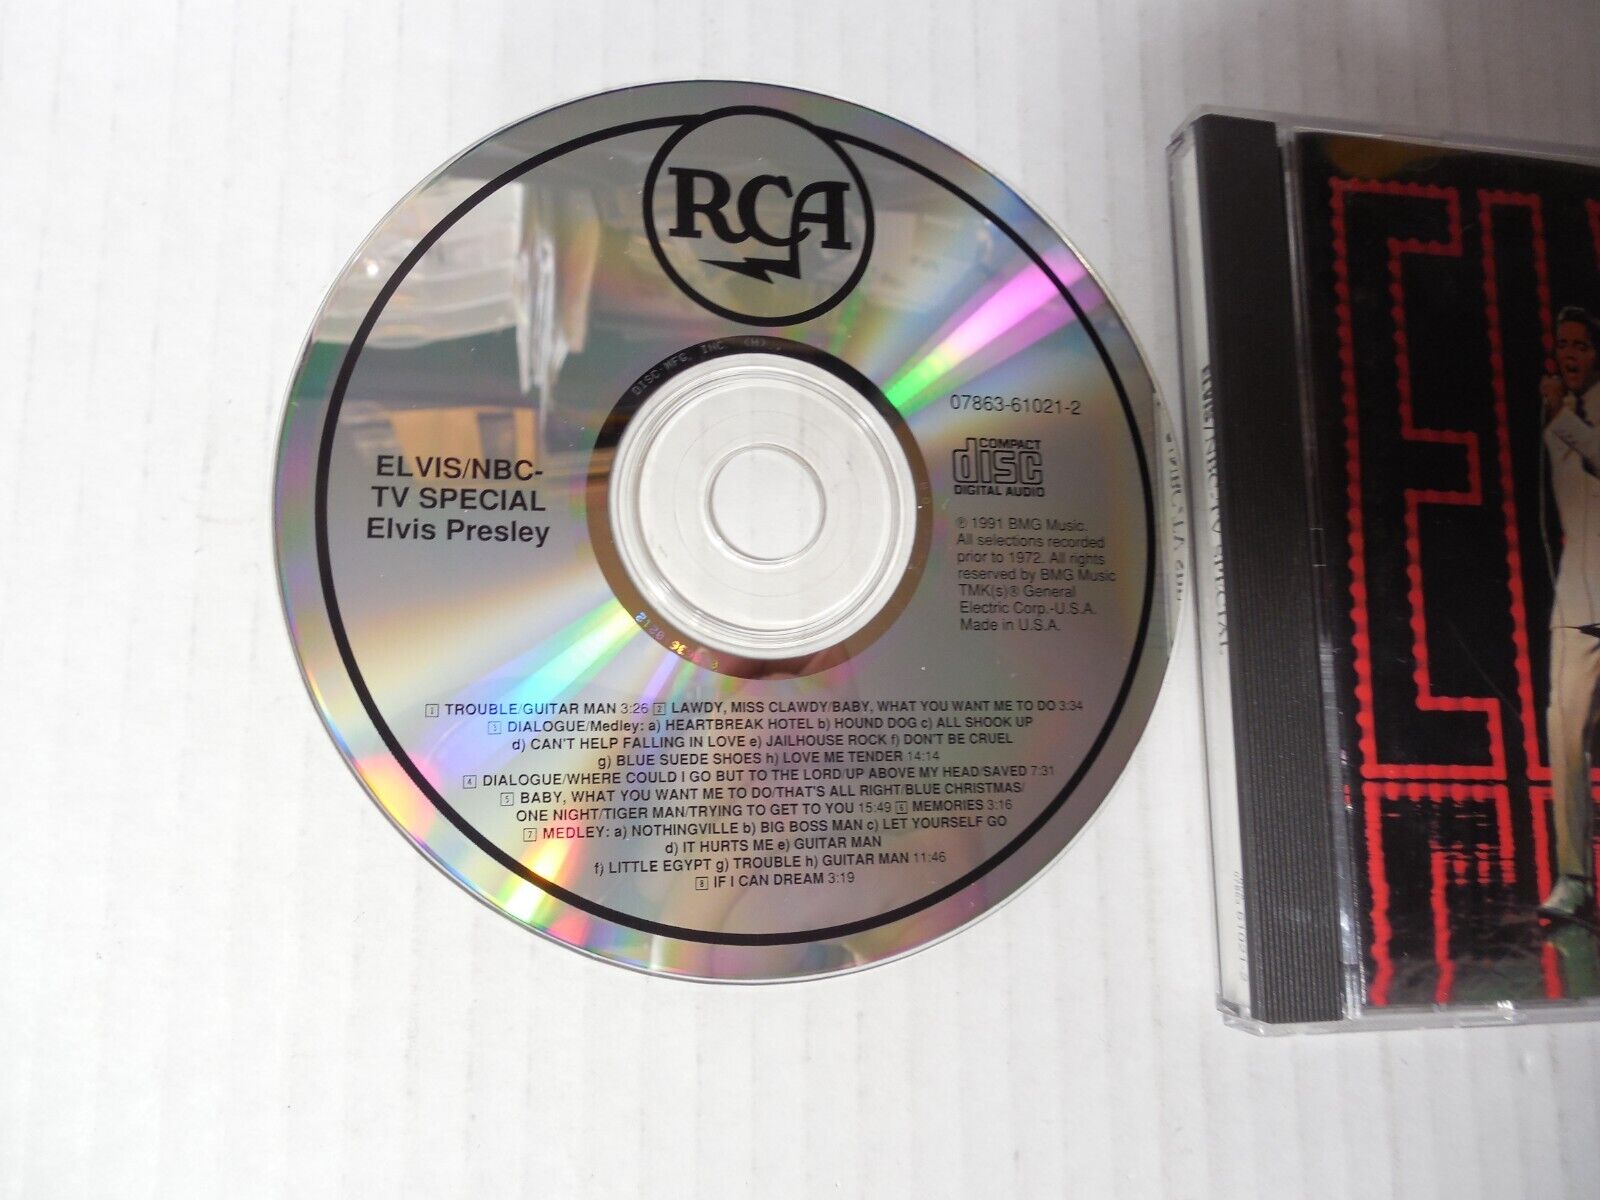 RCA
DISC MFG, INC. (H)
07863-61021-2
COMPACT
disc
DIGITAL AUDIO
ELVIS/NBC-
TV SPECIAL
Elvis Presley
℗ 1991 BMG Music.
All selections recorded
prior to 1972. All rights
reserved by BMG Music
TMK(s)® General
Electric Corp.-U.S.A.
Made in U.S.A.
1 TROUBLE/GUITAR MAN 3:26 2 LAWDY, MISS CLAWDY/BABY, WHAT YOU WANT ME TO DO 3:34
3 DIALOGUE/Medley: a) HEARTBREAK HOTEL b) HOUND DOG c) ALL SHOOK UP
d) CAN'T HELP FALLING IN LOVE e) JAILHOUSE ROCK f) DON'T BE CRUEL
g) BLUE SUEDE SHOES h) LOVE ME TENDER 14:14
4 DIALOGUE/WHERE COULD I GO BUT TO THE LORD/UP ABOVE MY HEAD/SAVED 7:31
5 BABY, WHAT YOU WANT ME TO DO/THAT'S ALL RIGHT/BLUE CHRISTMAS/
ONE NIGHT/TIGER MAN/TRYING TO GET TO YOU 15:49 6 MEMORIES 3:16
7 MEDLEY: a) NOTHINGVILLE b) BIG BOSS MAN c) LET YOURSELF GO
d) IT HURTS ME e) GUITAR MAN
f) LITTLE EGYPT g) TROUBLE h) GUITAR MAN 11:46
8 IF I CAN DREAM 3:19